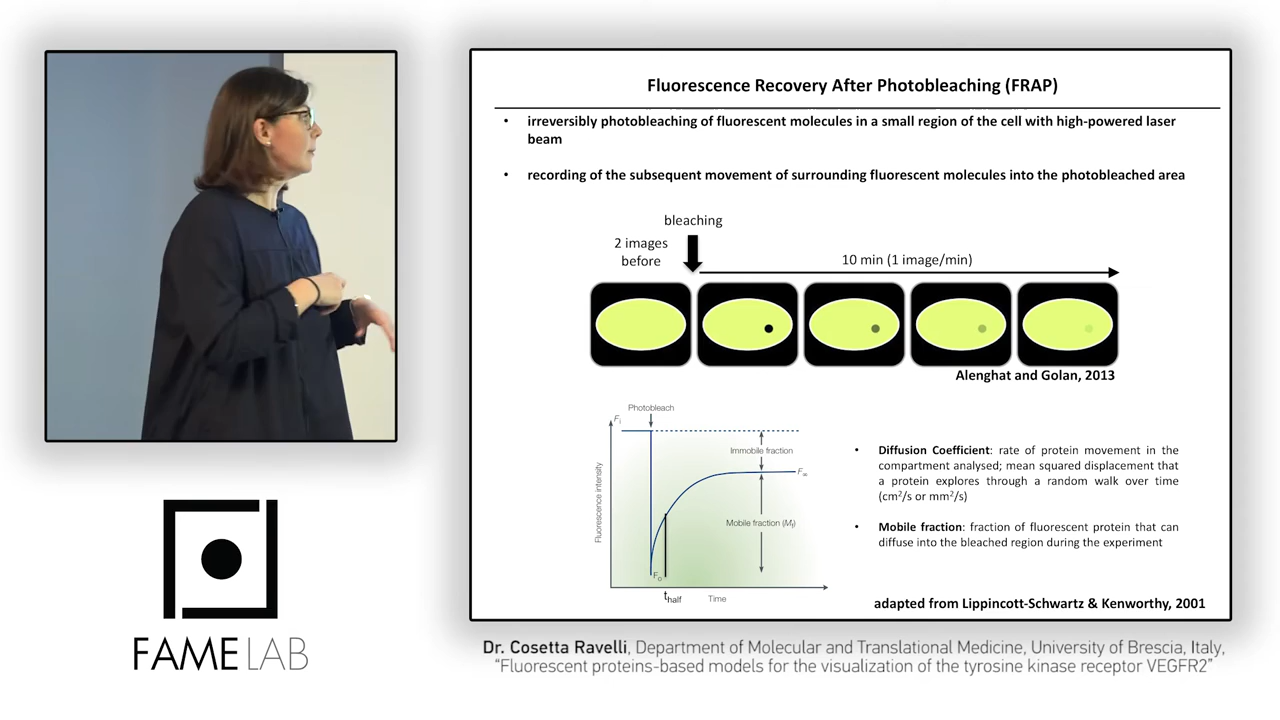 Fluorescence Recovery After Photobleaching (FRAP)
• irreversibly photobleaching of fluorescent molecules in a small region of the cell with high-powered laser
beam
• recording of the subsequent movement of surrounding fluorescent molecules into the photobleached area
bleaching
2 images
before
10 min (1 image/min)
Alenghat and Golan, 2013
Photobleach
Fi
Immobile fraction
F∞
Fluorescence intensity
Mobile fraction (Mf)
Fo
thalf
Time
• Diffusion Coefficient: rate of protein movement in the
compartment analysed; mean squared displacement that
a protein explores through a random walk over time
(cm²/s or mm²/s)
• Mobile fraction: fraction of fluorescent protein that can
diffuse into the bleached region during the experiment
adapted from Lippincott-Schwartz & Kenworthy, 2001
FAME LAB
Dr. Cosetta Ravelli, Department of Molecular and Translational Medicine, University of Brescia, Italy,
“Fluorescent proteins-based models for the visualization of the tyrosine kinase receptor VEGFR2”